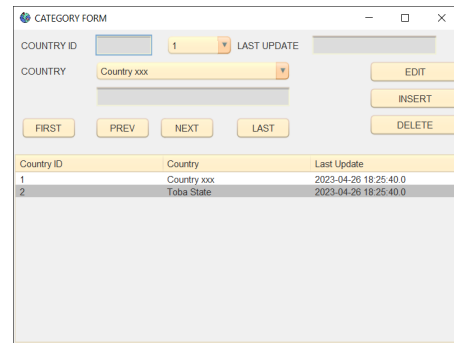 CATEGORY FORM
COUNTRY ID 1 LAST UPDATE
COUNTRY Country xxx EDIT
INSERT
FIRST PREV NEXT LAST DELETE
Country ID Country Last Update
1 Country xxx 2023-04-26 18:25:40.0
2 Toba State 2023-04-26 18:25:40.0